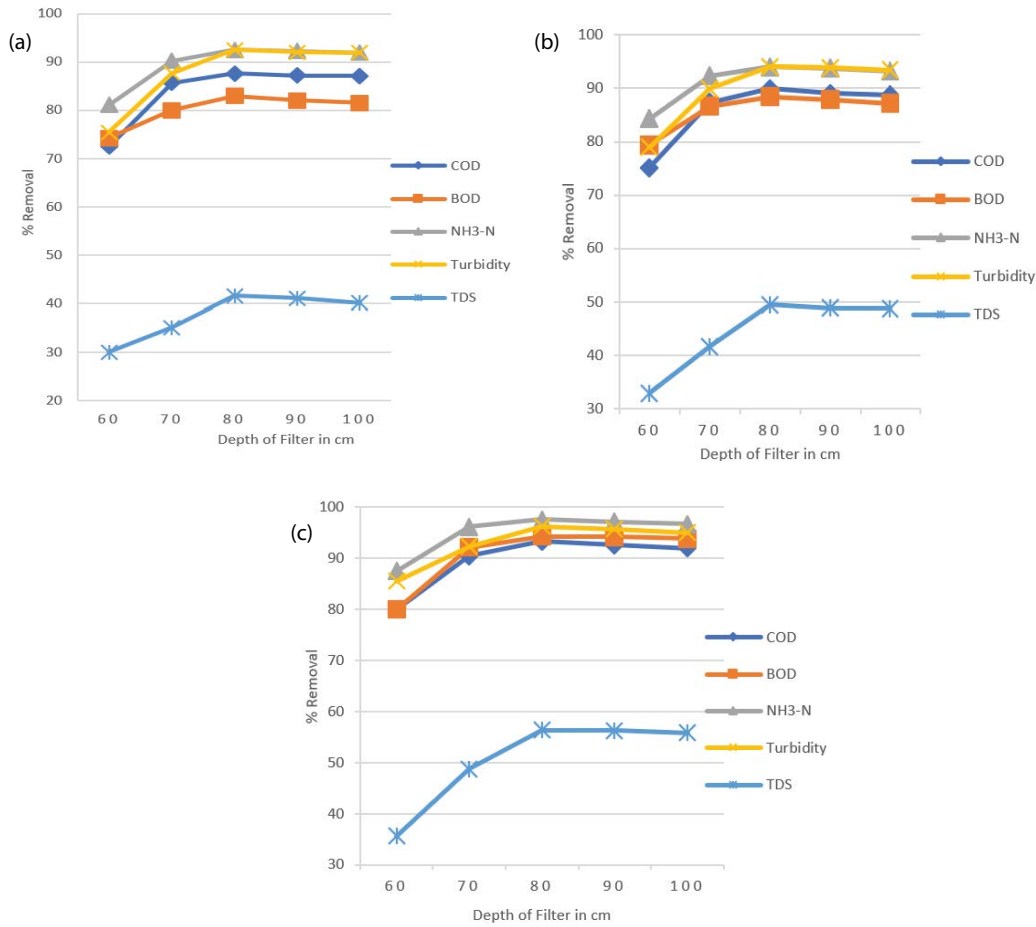 (a)
100
90
80
70
60
50
40
30
20
% Removal
60 70 80 90 100
Depth of Filter in cm
COD
BOD
NH3-N
Turbidity
TDS
(b)
100
90
80
70
60
50
40
30
% Removal
60 70 80 90 100
Depth of Filter in cm
COD
BOD
NH3-N
Turbidity
TDS
(c)
100
90
80
70
60
50
40
30
% Removal
60 70 80 90 100
Depth of Filter in cm
COD
BOD
NH3-N
Turbidity
TDS